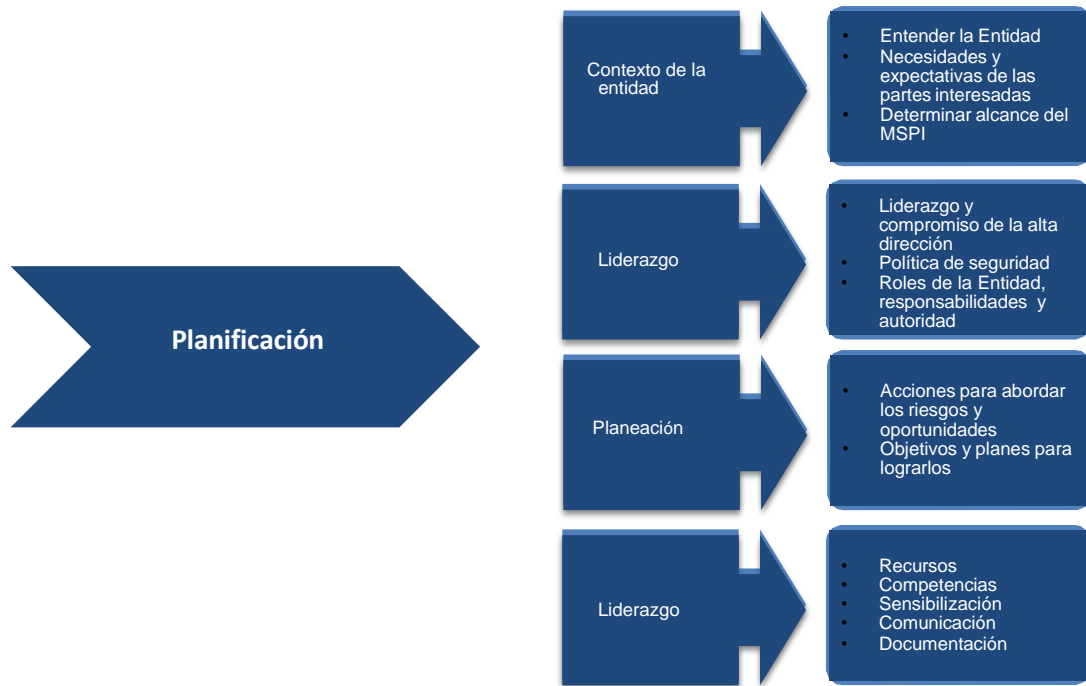 Planificación
Contexto de la
entidad
• Entender la Entidad
• Necesidades y
expectativas de las
partes interesadas
• Determinar alcance del
MSPI
Liderazgo
• Liderazgo y
compromiso de la alta
dirección
• Política de seguridad
• Roles de la Entidad,
responsabilidades y
autoridad
Planeación
• Acciones para abordar
los riesgos y
oportunidades
• Objetivos y planes para
lograrlos
Liderazgo
• Recursos
• Competencias
• Sensibilización
• Comunicación
• Documentación